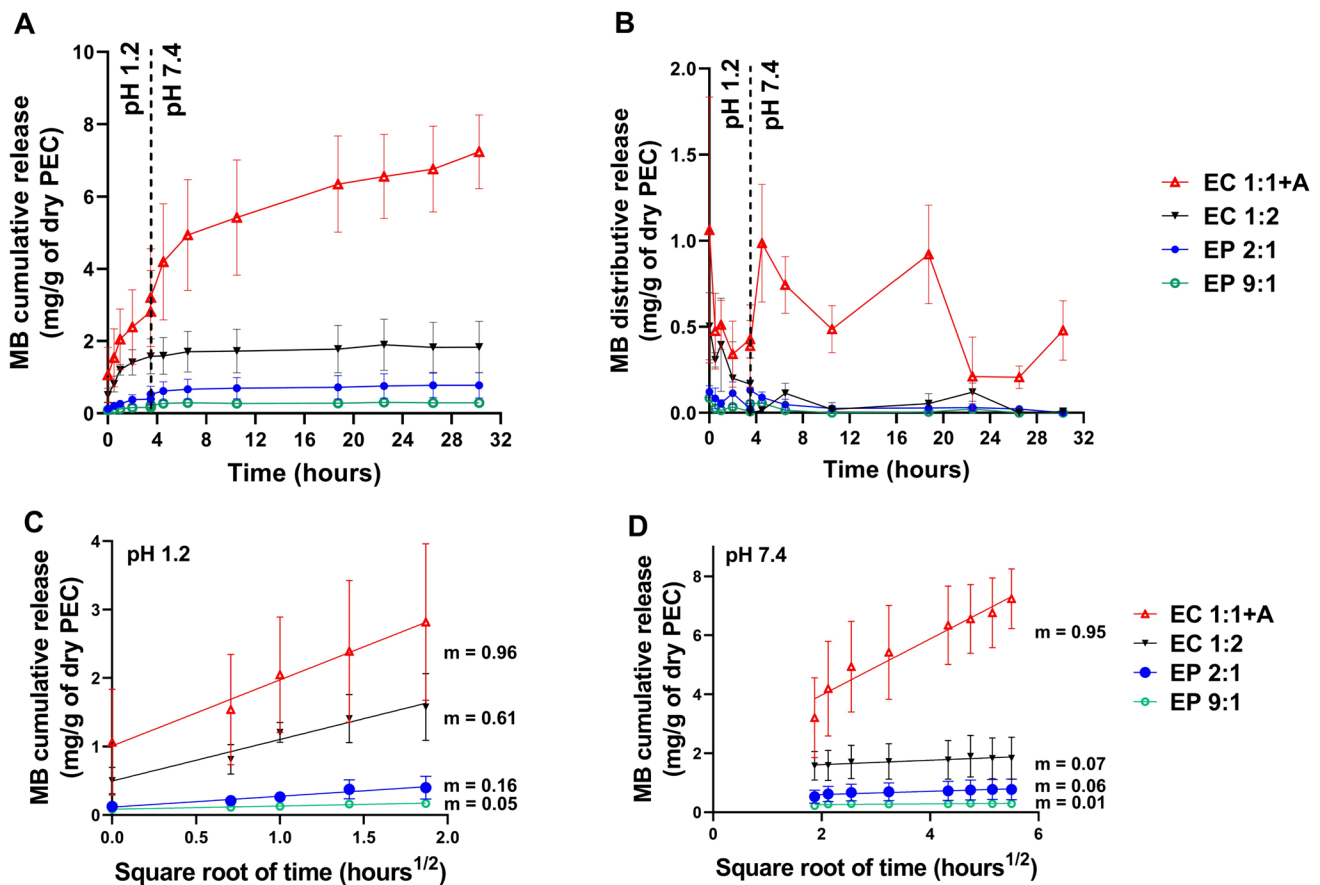 A
MB cumulative release
(mg/g of dry PEC)
10
8
6
4
2
0
pH 1.2
pH 7.4
0 4 8 12 16 20 24 28 32
Time (hours)
B
MB distributive release
(mg/g of dry PEC)
2.0
1.5
1.0
0.5
0.0
pH 1.2
pH 7.4
0 4 8 12 16 20 24 28 32
Time (hours)
EC 1:1+A
EC 1:2
EP 2:1
EP 9:1
C
MB cumulative release
(mg/g of dry PEC)
4
3
2
1
0
pH 1.2
m = 0.96
m = 0.61
m = 0.16
m = 0.05
0.0 0.5 1.0 1.5 2.0
Square root of time (hours1/2)
D
MB cumulative release
(mg/g of dry PEC)
8
6
4
2
0
pH 7.4
m = 0.95
m = 0.07
m = 0.06
m = 0.01
0 2 4 6
Square root of time (hours1/2)
EC 1:1+A
EC 1:2
EP 2:1
EP 9:1